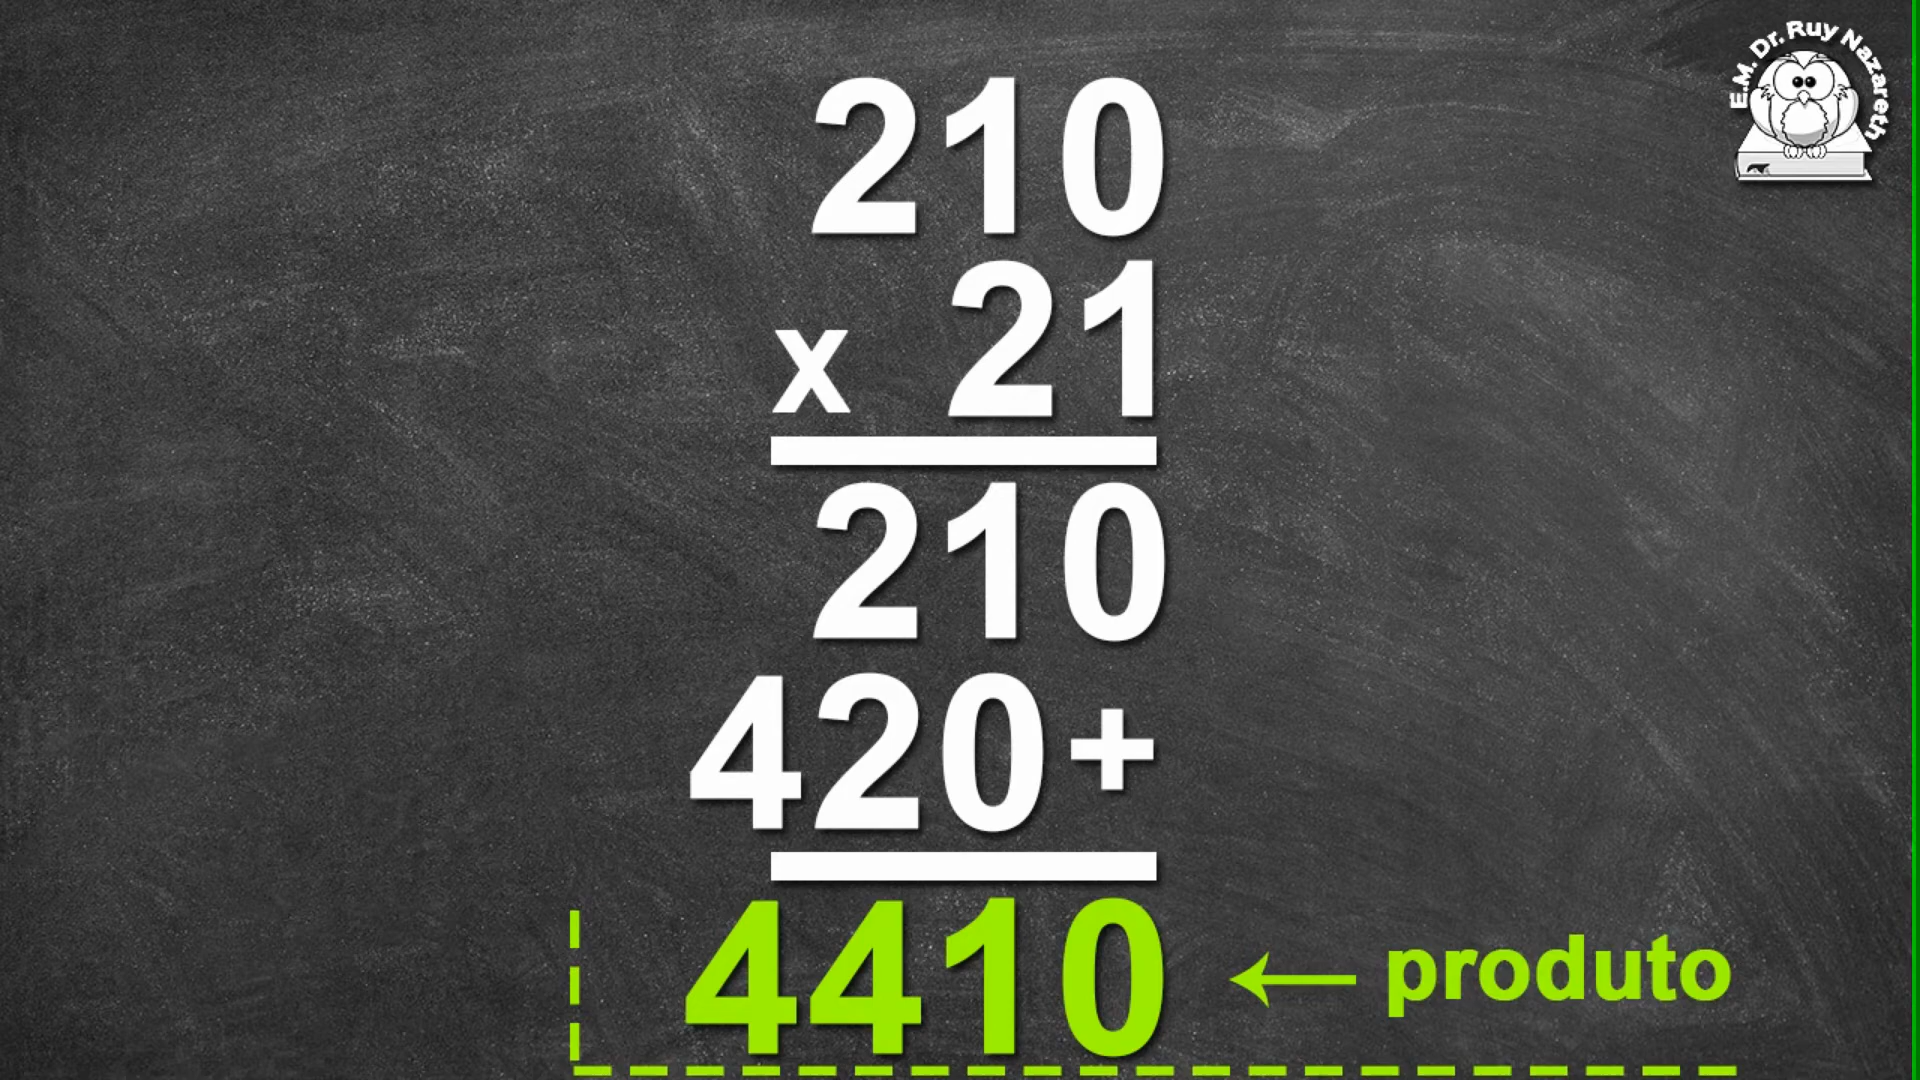 E.M. Dr. Ruy Nazareth
210
x 21
210
420+
4410 ← produto